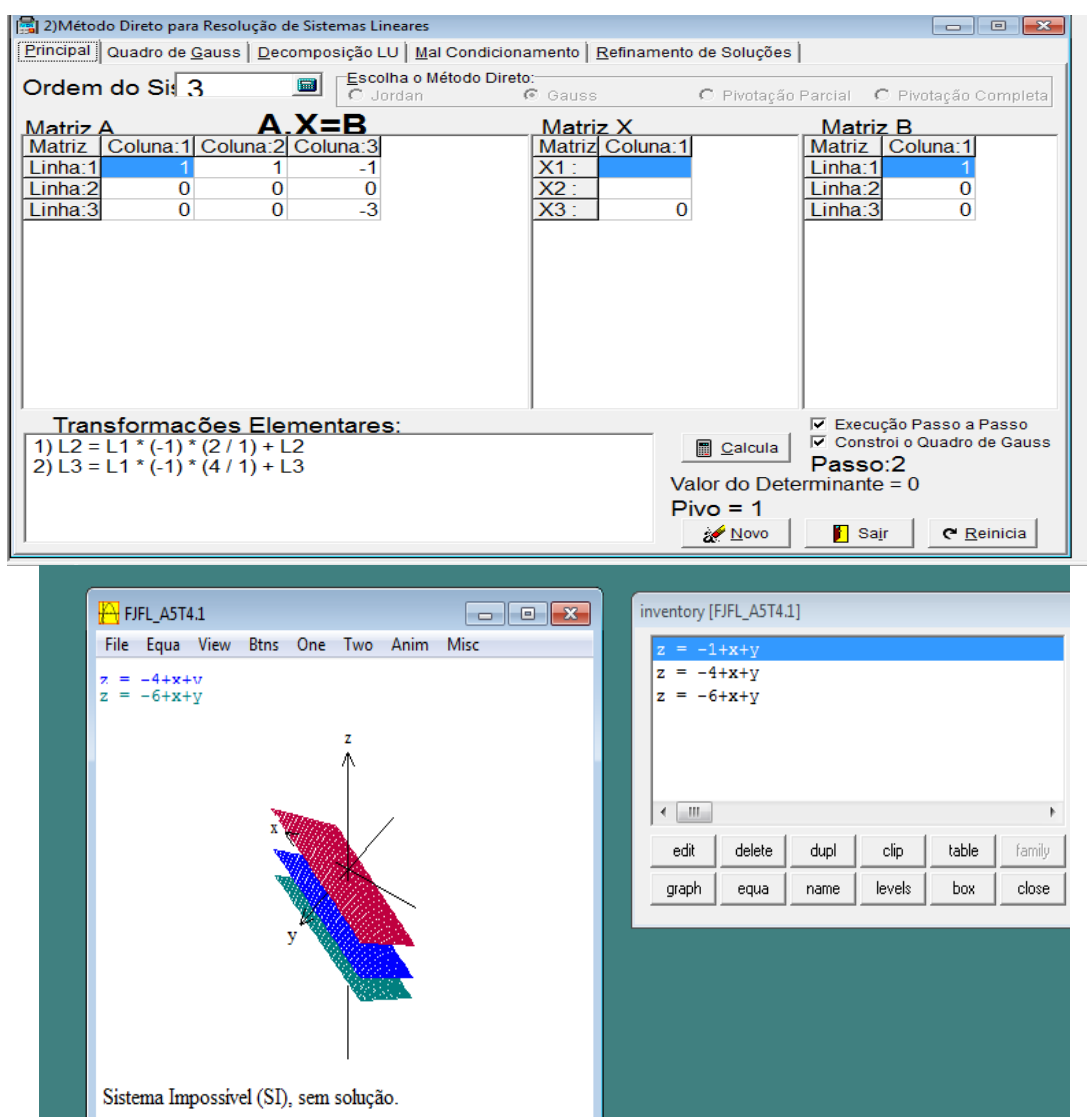 2)Método Direto para Resolução de Sistemas Lineares
Principal Quadro de Gauss Decomposição LU Mal Condicionamento Refinamento de Soluções
Ordem do Si 3
Escolha o Método Direto:
Jordan Gauss Pivotação Parcial Pivotação Completa
Matriz A A.X=B Matriz X Matriz B
Matriz Coluna:1 Coluna:2 Coluna:3 Matriz Coluna:1 Matriz Coluna:1
Linha:1 1 1 -1 X1 : Linha:1 1
Linha:2 0 0 0 X2 : Linha:2 0
Linha:3 0 0 -3 X3 : 0 Linha:3 0
Transformações Elementares:
1) L2 = L1 * (-1) * (2 / 1) + L2
2) L3 = L1 * (-1) * (4 / 1) + L3
Calcula
Execução Passo a Passo
Constroi o Quadro de Gauss
Passo:2
Valor do Determinante = 0
Pivo = 1
Novo Sair Reinicia
FJFL_A5T4.1
File Equa View Btns One Two Anim Misc
z = -4+x+y
z = -6+x+y
z
x
y
Sistema Impossível (SI), sem solução.
inventory [FJFL_A5T4.1]
z = -1+x+y
z = -4+x+y
z = -6+x+y
edit delete dupl clip table family
graph equa name levels box close